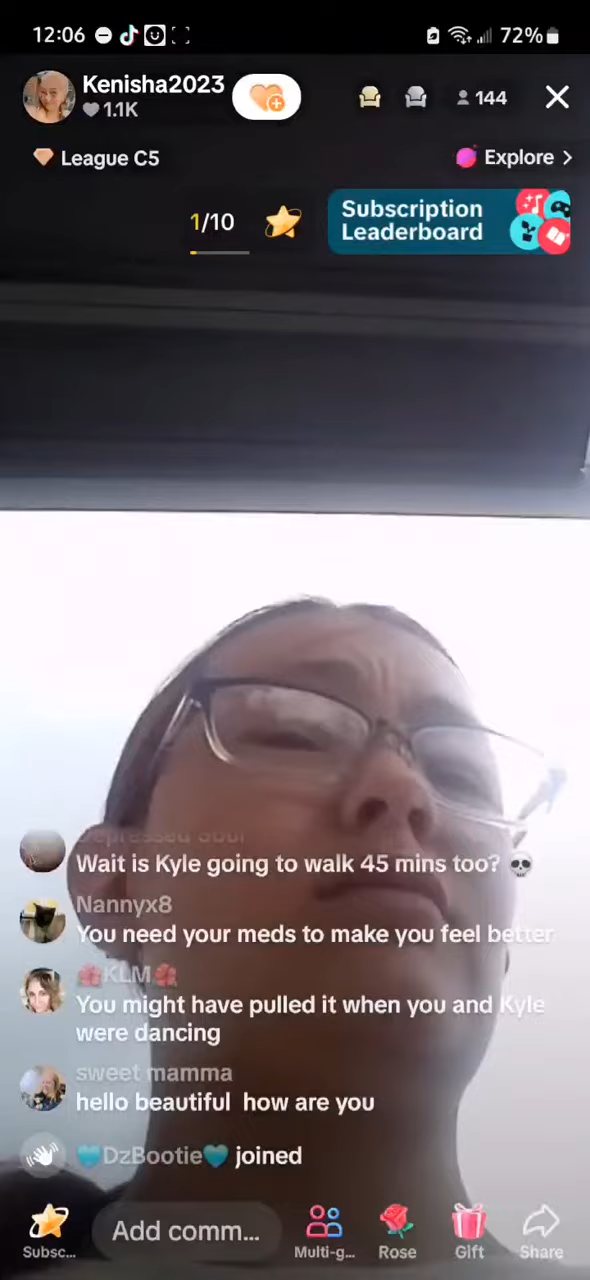 12:06
72%
Kenisha2023
1.1K
144
League C5
Explore >
1/10
Subscription
Leaderboard
Depressed Soul
Wait is Kyle going to walk 45 mins too? 💀
Nannyx8
You need your meds to make you feel better
🌺KLM🌺
You might have pulled it when you and Kyle
were dancing
sweet mamma
hello beautiful how are you
🩵DzBootie🩵 joined
Add comm...
Subsc...
Multi-g...
Rose
Gift
Share